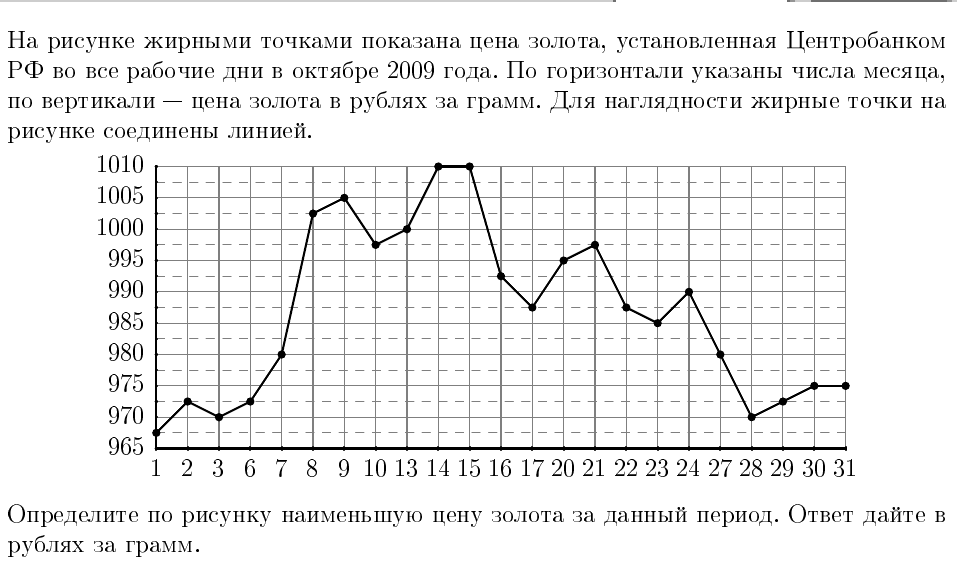 На рисунке жирными точками показана цена золота, установленная Центробанком
РФ во все рабочие дни в октябре 2009 года. По горизонтали указаны числа месяца,
по вертикали — цена золота в рублях за грамм. Для наглядности жирные точки на
рисунке соединены линией.
1010
1005
1000
995
990
985
980
975
970
965
1 2 3 6 7 8 9 10 13 14 15 16 17 20 21 22 23 24 27 28 29 30 31
Определите по рисунку наименьшую цену золота за данный период. Ответ дайте в
рублях за грамм.